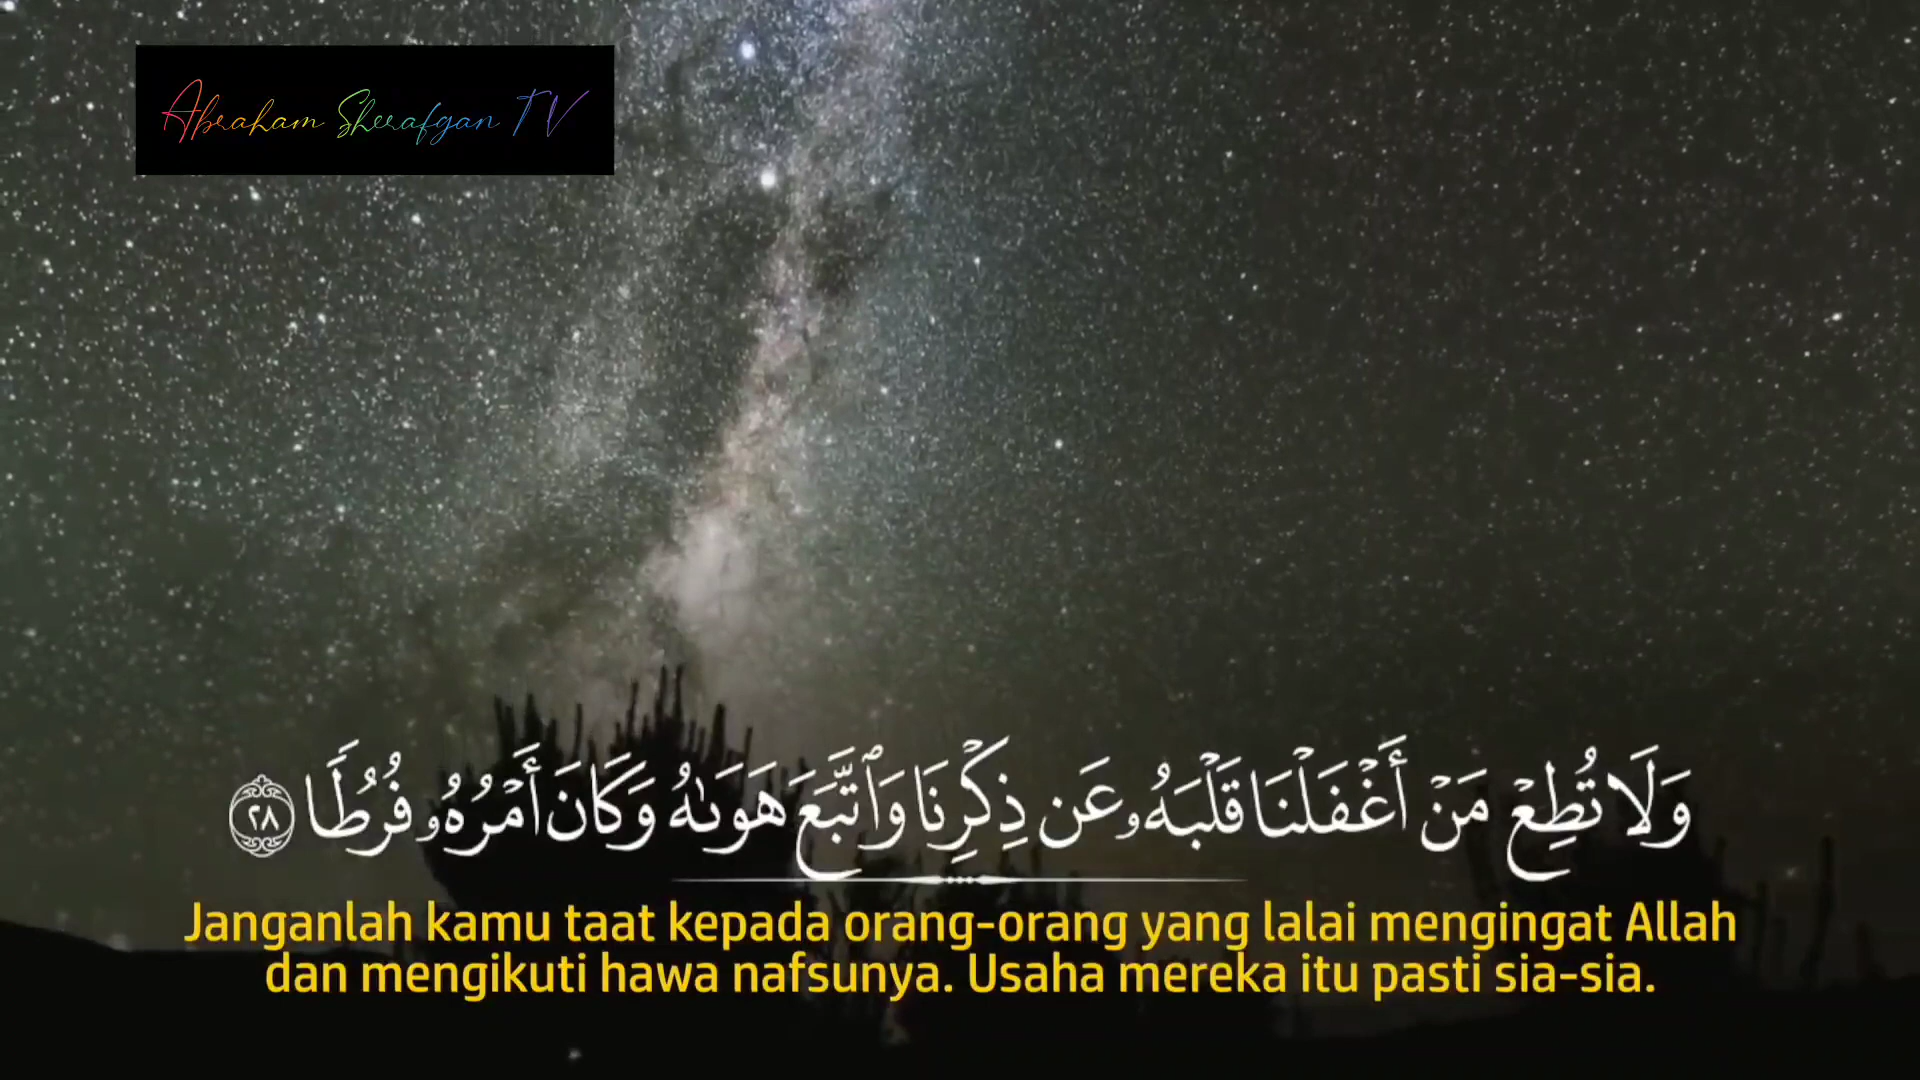 Abraham Sherafgan TV
وَلَا تُطِعْ مَنْ أَغْفَلْنَا قَلْبَهُۥ عَن ذِكْرِنَا وَٱتَّبَعَ هَوَىٰهُ وَكَانَ أَمْرُهُۥ فُرُطًا ٢٨
Janganlah kamu taat kepada orang-orang yang lalai mengingat Allah
dan mengikuti hawa nafsunya. Usaha mereka itu pasti sia-sia.